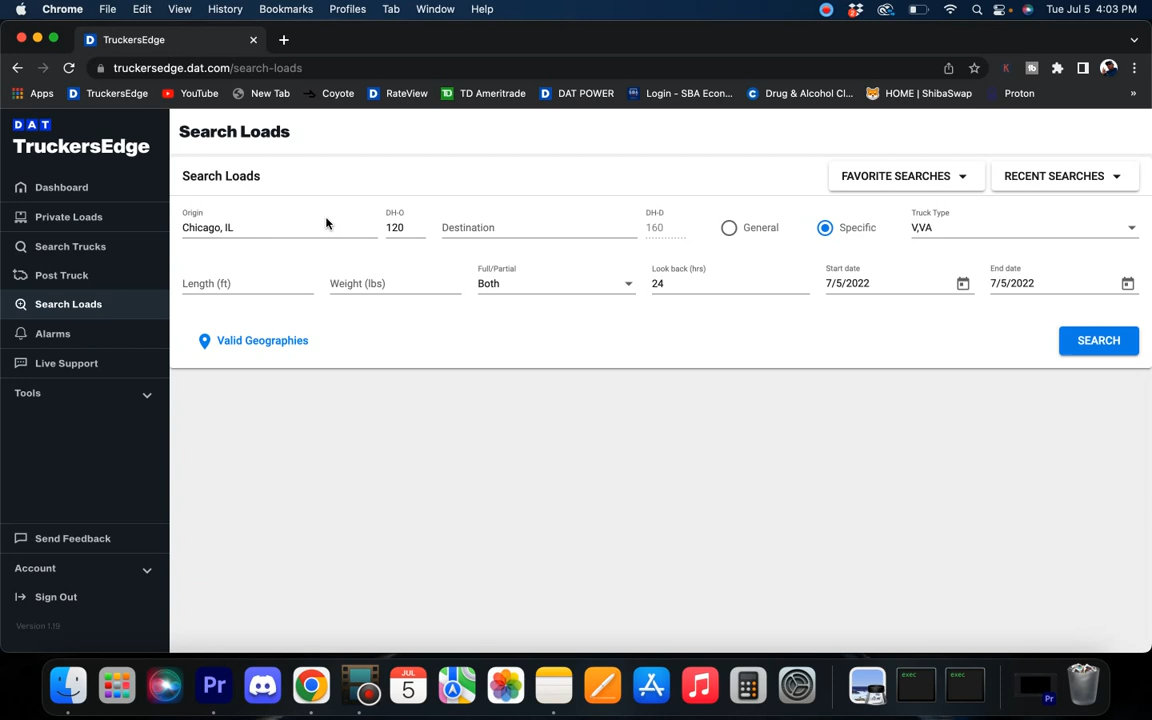 Chrome File Edit View History Bookmarks Profiles Tab Window Help Tue Jul 5 4:03 PM
D TruckersEdge
truckersedge.dat.com/search-loads
Apps D TruckersEdge YouTube New Tab Coyote D RateView TD TD Ameritrade D DAT POWER Login - SBA Econ... C Drug & Alcohol Cl... HOME | ShibaSwap Proton »
DAT
TruckersEdge
Dashboard
Private Loads
Search Trucks
Post Truck
Search Loads
Alarms
Live Support
Tools
Send Feedback
Account
Sign Out
Version 1.19
Search Loads
Search Loads FAVORITE SEARCHES RECENT SEARCHES
Origin DH-O DH-D Truck Type
Chicago, IL 120 Destination 160 General Specific V,VA
Full/Partial Look back (hrs) Start date End date
Length (ft) Weight (lbs) Both 24 7/5/2022 7/5/2022
Valid Geographies SEARCH
Pr JUL 5 exec exec Pr